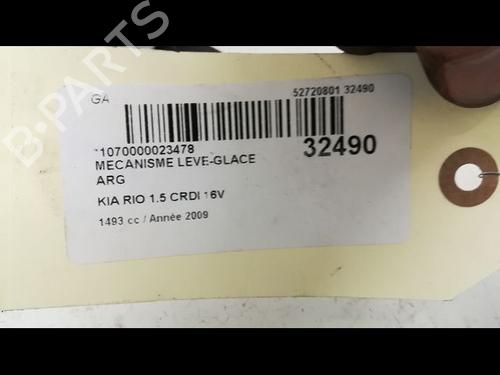 B-PARTS
GA
52720801 32490
*1070000023478
32490
MECANISME LEVE-GLACE
ARG
KIA RIO 1.5 CRDI 16V
1493 cc / Année 2009